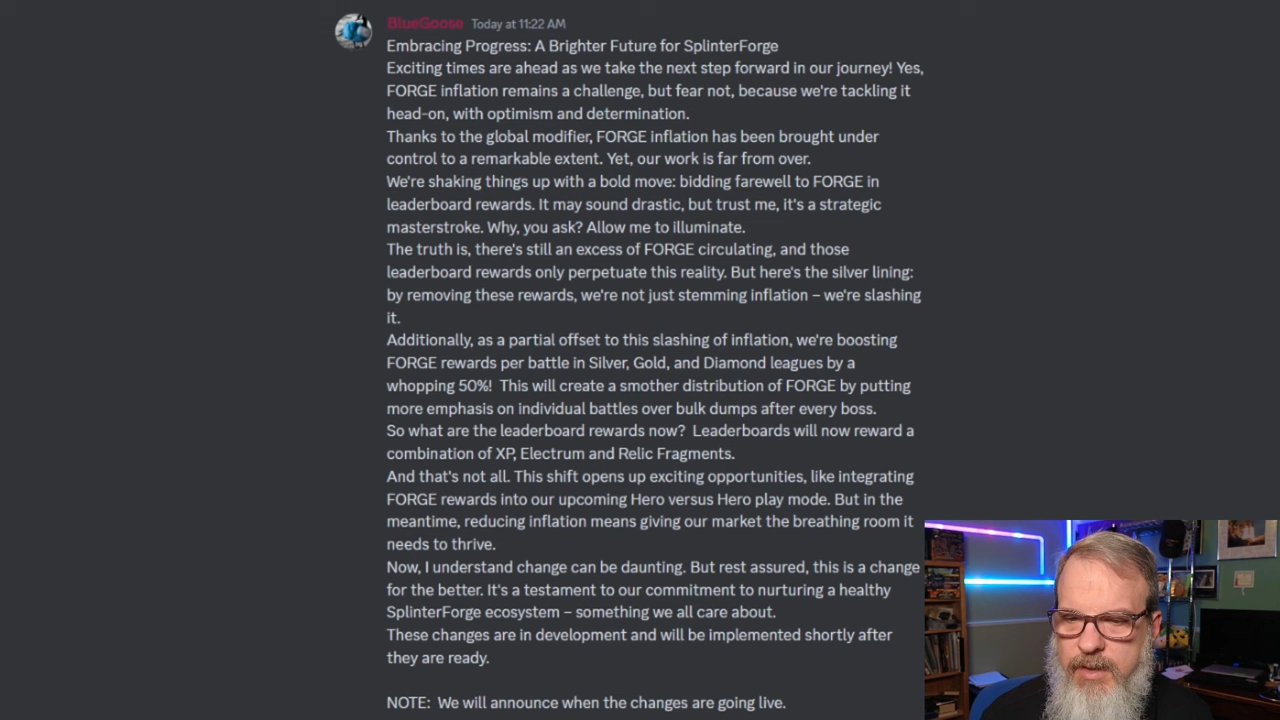 BlueGoose Today at 11:22 AM
Embracing Progress: A Brighter Future for SplinterForge
Exciting times are ahead as we take the next step forward in our journey! Yes,
FORGE inflation remains a challenge, but fear not, because we're tackling it
head-on, with optimism and determination.
Thanks to the global modifier, FORGE inflation has been brought under
control to a remarkable extent. Yet, our work is far from over.
We're shaking things up with a bold move: bidding farewell to FORGE in
leaderboard rewards. It may sound drastic, but trust me, it's a strategic
masterstroke. Why, you ask? Allow me to illuminate.
The truth is, there's still an excess of FORGE circulating, and those
leaderboard rewards only perpetuate this reality. But here's the silver lining:
by removing these rewards, we're not just stemming inflation – we're slashing
it.
Additionally, as a partial offset to this slashing of inflation, we're boosting
FORGE rewards per battle in Silver, Gold, and Diamond leagues by a
whopping 50%!  This will create a smother distribution of FORGE by putting
more emphasis on individual battles over bulk dumps after every boss.
So what are the leaderboard rewards now?  Leaderboards will now reward a
combination of XP, Electrum and Relic Fragments.
And that's not all. This shift opens up exciting opportunities, like integrating
FORGE rewards into our upcoming Hero versus Hero play mode. But in the
meantime, reducing inflation means giving our market the breathing room it
needs to thrive.
Now, I understand change can be daunting. But rest assured, this is a change
for the better. It's a testament to our commitment to nurturing a healthy
SplinterForge ecosystem – something we all care about.
These changes are in development and will be implemented shortly after
they are ready.
NOTE:  We will announce when the changes are going live.